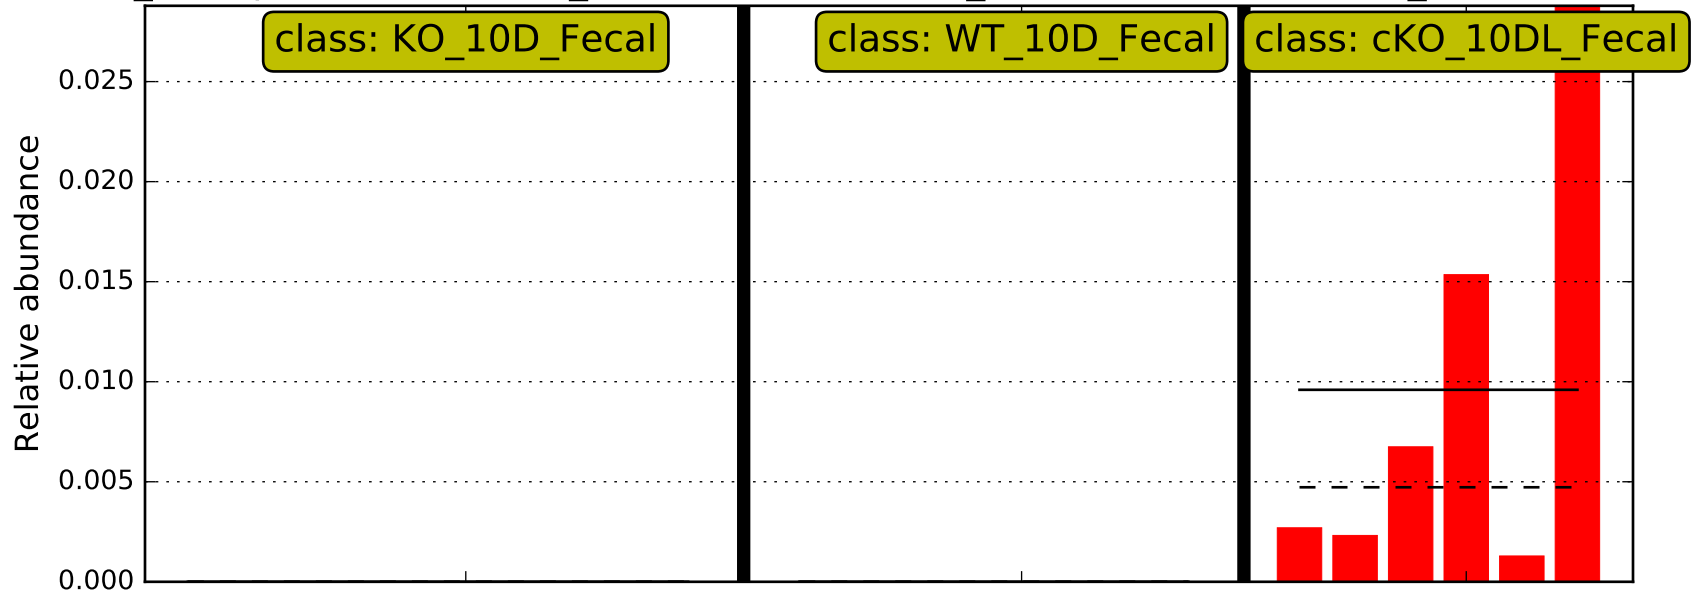 class: KO_10D_Fecal
class: WT_10D_Fecal
class: cKO_10DL_Fecal
0.025
0.020
0.015
0.010
0.005
0.000
Relative abundance